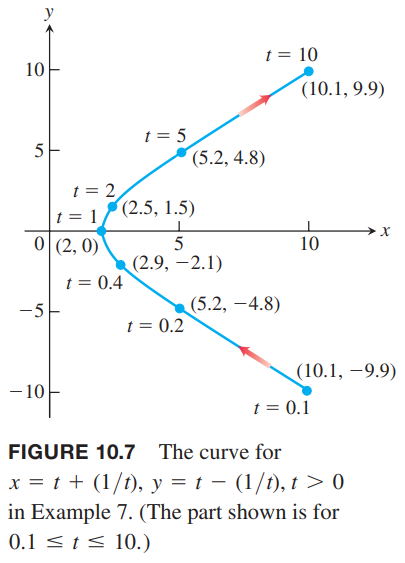 y
t = 10
10
(10.1, 9.9)
t = 5
5
(5.2, 4.8)
t = 2
(2.5, 1.5)
t = 1
x
0
(2, 0)
5
10
(2.9, −2.1)
t = 0.4
−5
(5.2, −4.8)
t = 0.2
(10.1, −9.9)
−10
t = 0.1
FIGURE 10.7 The curve for
x = t + (1/t), y = t − (1/t), t > 0
in Example 7. (The part shown is for
0.1 ≤ t ≤ 10.)